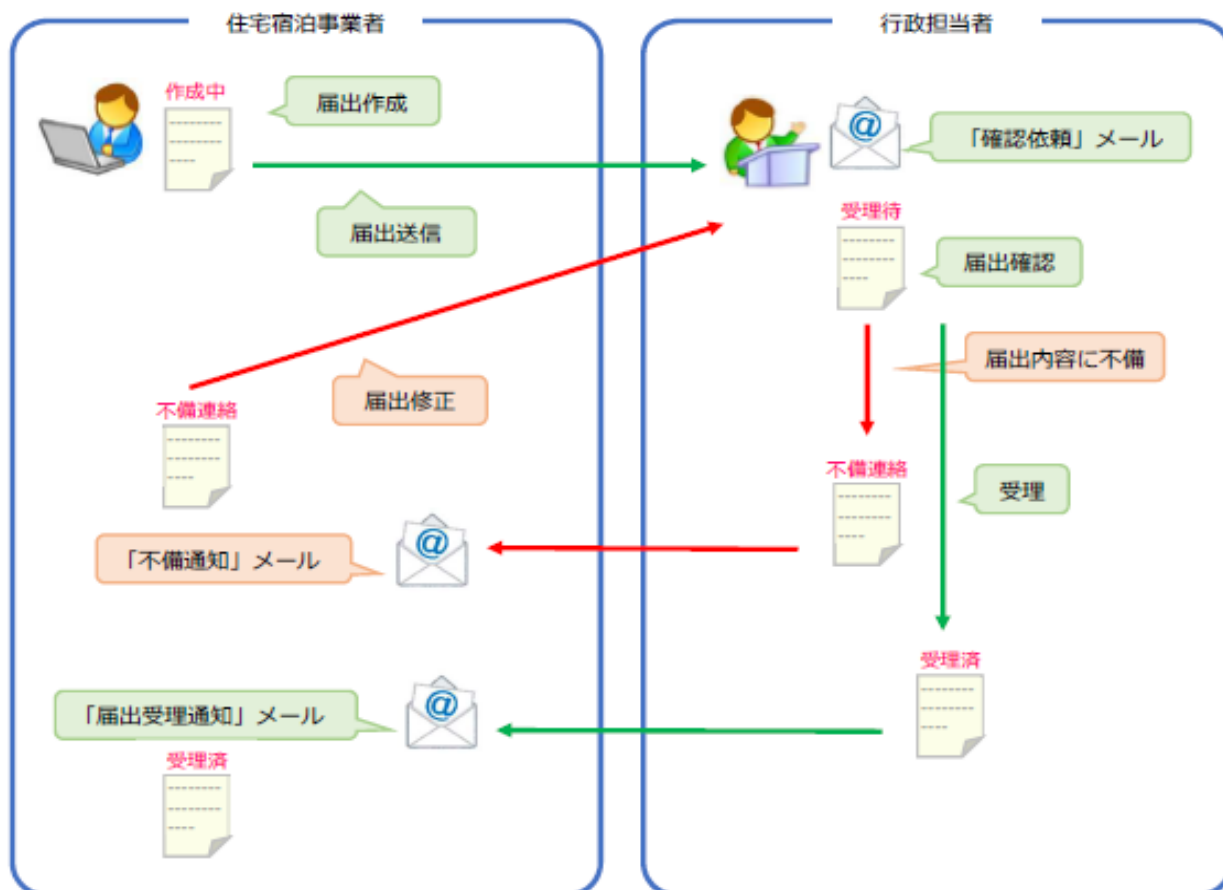 住宅宿泊事業者
行政担当者
作成中
届出作成
@
「確認依頼」メール
届出送信
受理待
届出確認
届出内容に不備
届出修正
不備連絡
不備連絡
受理
「不備通知」メール
@
受理済
「届出受理通知」メール
@
受理済